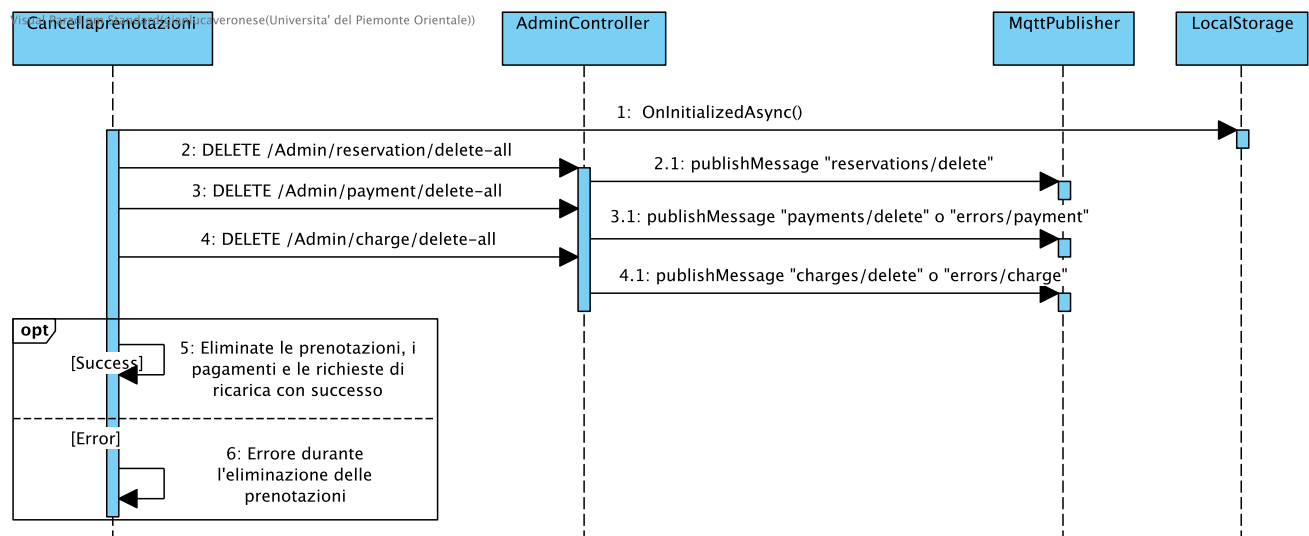 Visual Paradigm Standard(gianlucaveronese(Universita' del Piemonte Orientale))
Cancellaprenotazioni
AdminController
MqttPublisher
LocalStorage
1: OnInitializedAsync()
2: DELETE /Admin/reservation/delete-all
2.1: publishMessage "reservations/delete"
3: DELETE /Admin/payment/delete-all
3.1: publishMessage "payments/delete" o "errors/payment"
4: DELETE /Admin/charge/delete-all
4.1: publishMessage "charges/delete" o "errors/charge"
opt
[Success]
5: Eliminate le prenotazioni, i
pagamenti e le richieste di
ricarica con successo
[Error]
6: Errore durante
l'eliminazione delle
prenotazioni